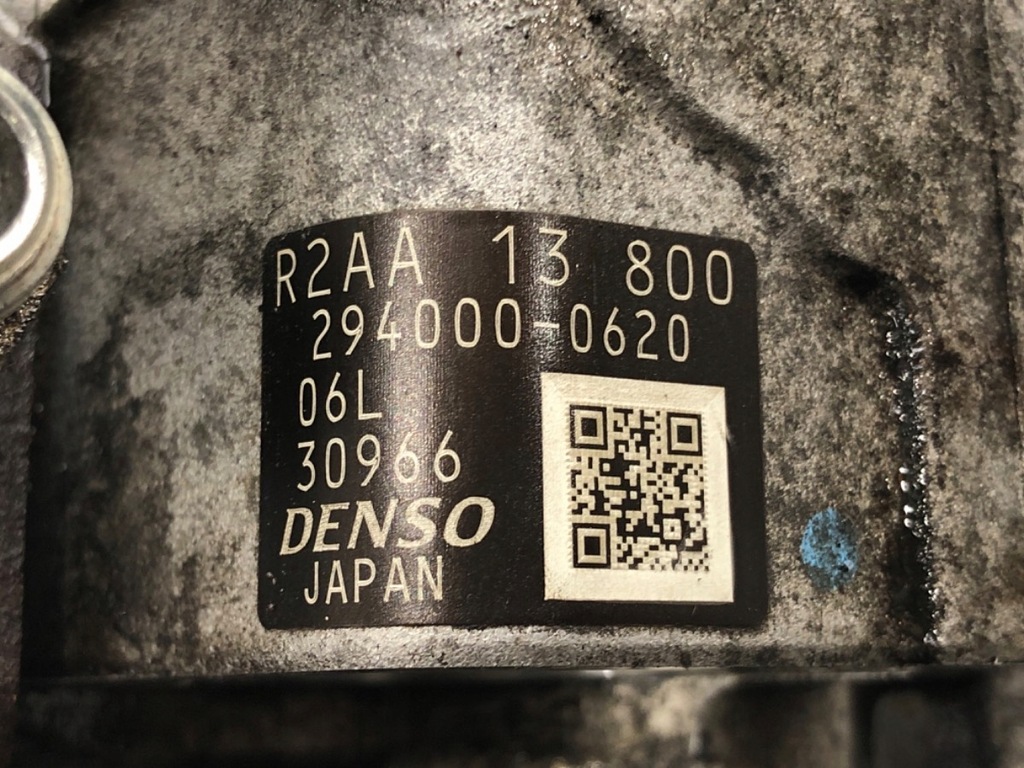 R2AA 13 800
294000-0620
06L
30966
DENSO
JAPAN